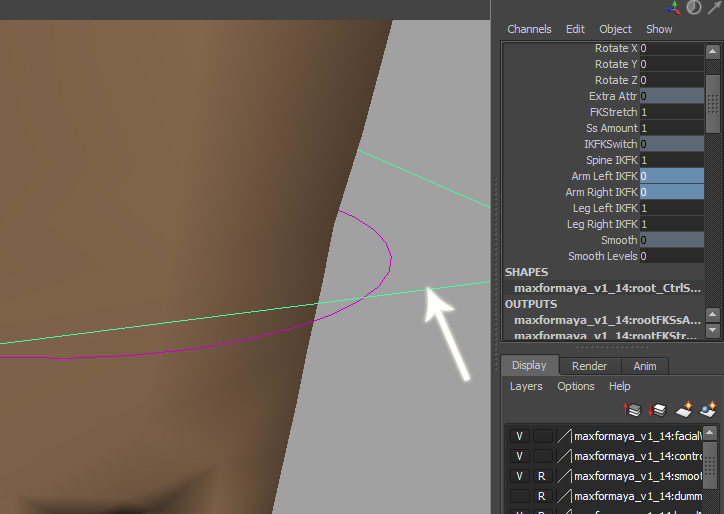 Channels Edit Object Show
Rotate X 0
Rotate Y 0
Rotate Z 0
Extra Attr 0
FKStretch 1
Ss Amount 1
IKFKSwitch 0
Spine IKFK 1
Arm Left IKFK 0
Arm Right IKFK 0
Leg Left IKFK 1
Leg Right IKFK 1
Smooth 0
Smooth Levels 0
SHAPES
maxformaya_v1_14:root_CtrlS...
OUTPUTS
maxformaya_v1_14:rootFKSsA...
maxformaya_v1_14:rootFKStr...
Display Render Anim
Layers Options Help
V maxformaya_v1_14:facial
V maxformaya_v1_14:contro
V R maxformaya_v1_14:smoot
R maxformaya_v1_14:dumm
V R